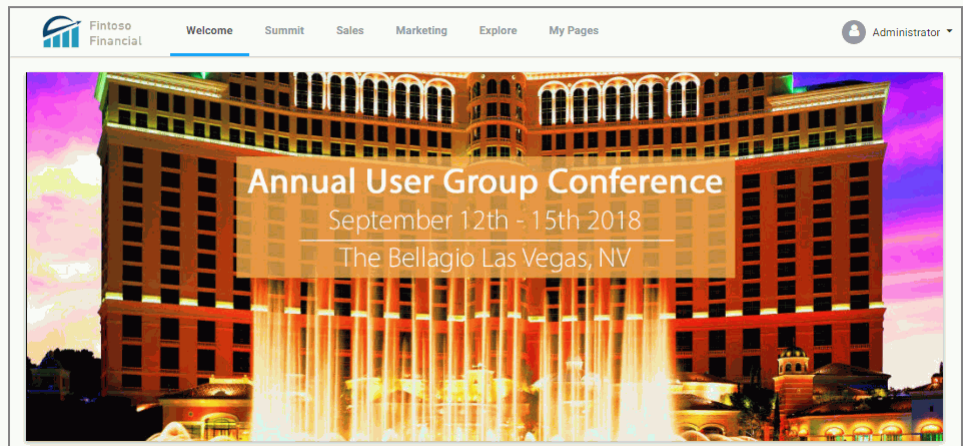 Fintoso
Financial
Welcome
Summit
Sales
Marketing
Explore
My Pages
Administrator
Annual User Group Conference
September 12th - 15th 2018
The Bellagio Las Vegas, NV